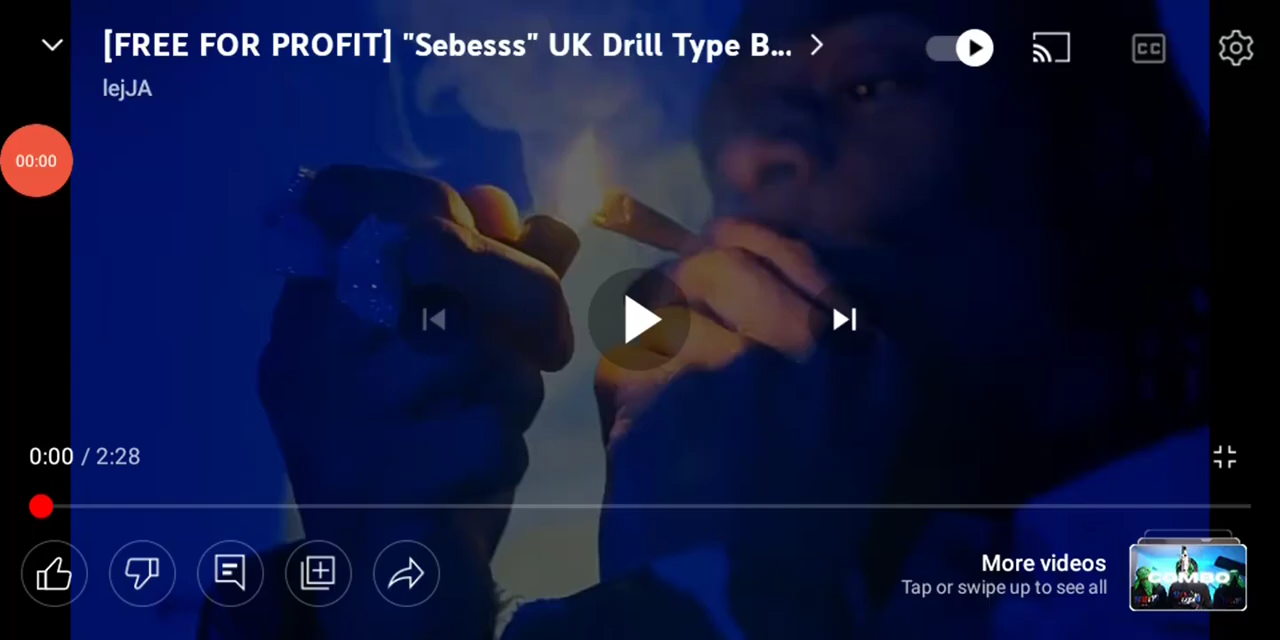 [FREE FOR PROFIT] "Sebesss" UK Drill Type B...
lejJA
CC
00:00
0:00 / 2:28
More videos
Tap or swipe up to see all
COMBO